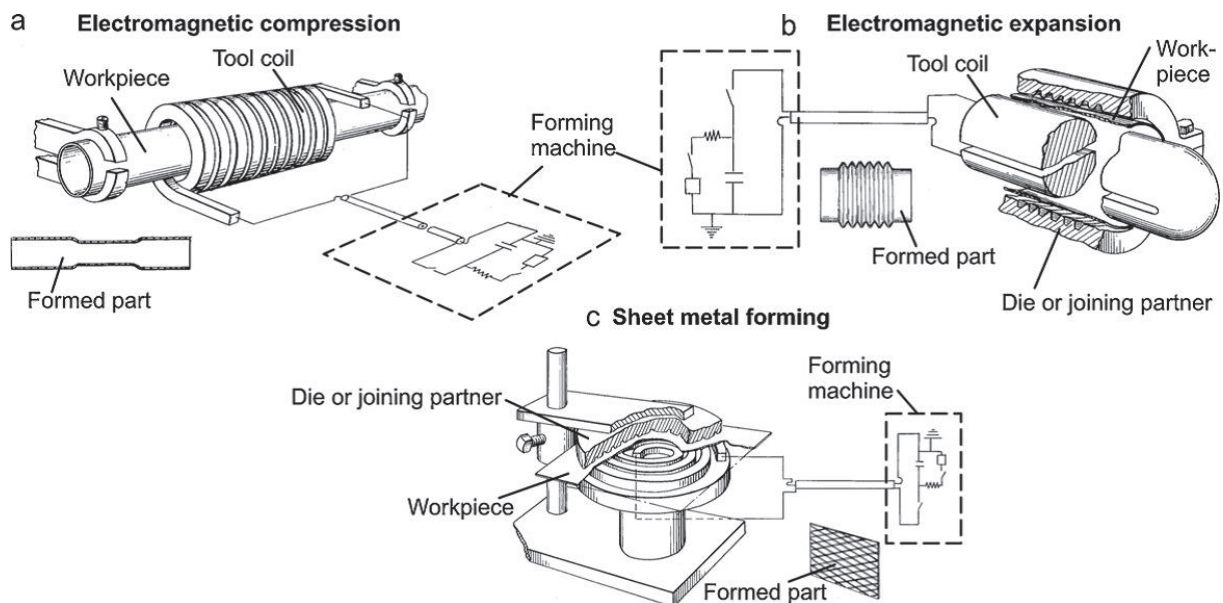 a Electromagnetic compression
Tool coil
Workpiece
Formed part
Forming
machine
b Electromagnetic expansion
Tool coil
Work-
piece
Formed part
Die or joining partner
c Sheet metal forming
Die or joining partner
Workpiece
Forming
machine
Formed part